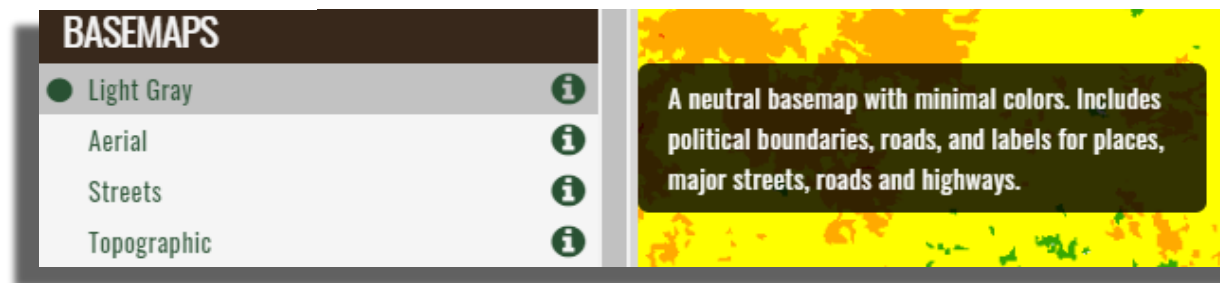 BASEMAPS
Light Gray
Aerial
Streets
Topographic
A neutral basemap with minimal colors. Includes
political boundaries, roads, and labels for places,
major streets, roads and highways.